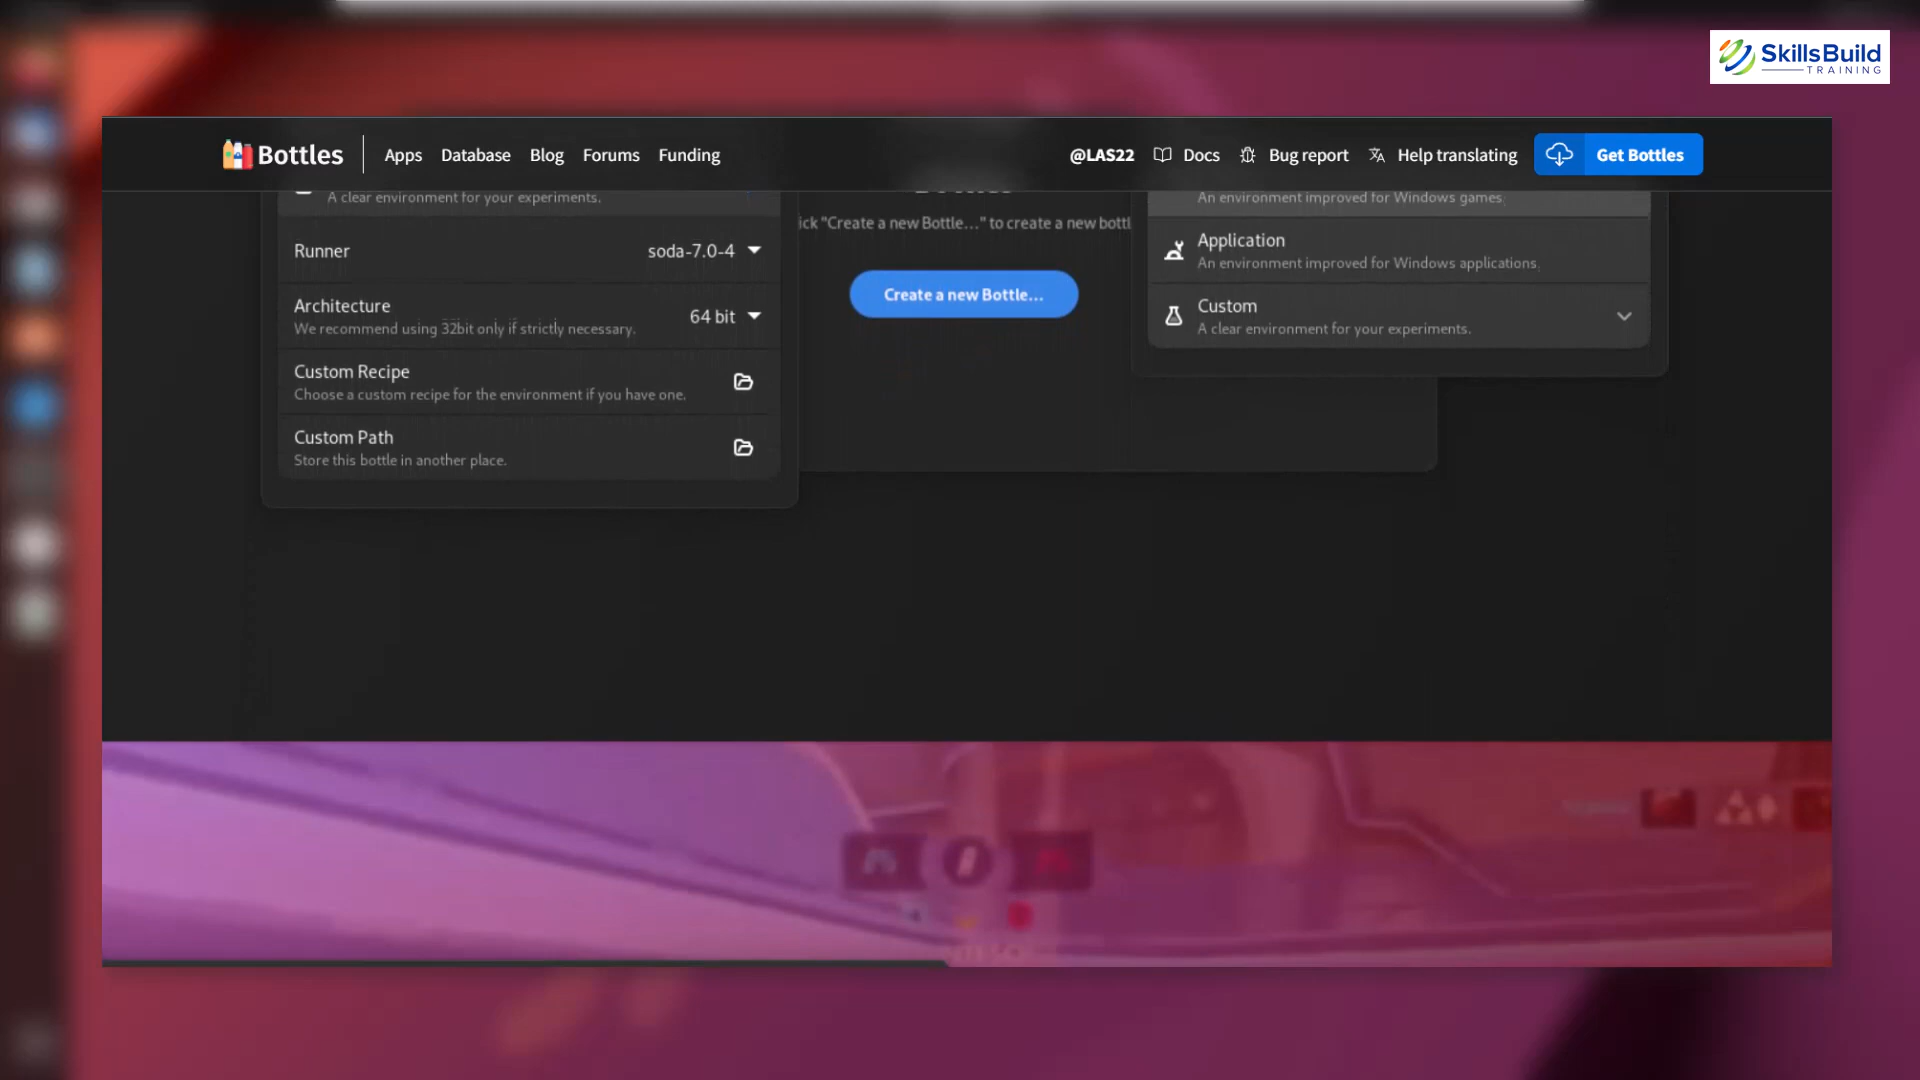 SkillsBuild
TRAINING
Bottles
Apps Database Blog Forums Funding
@LAS22 Docs Bug report Help translating Get Bottles
A clear environment for your experiments.
Runner
soda-7.0-4
Architecture
We recommend using 32bit only if strictly necessary.
64 bit
Custom Recipe
Choose a custom recipe for the environment if you have one.
Custom Path
Store this bottle in another place.
ick "Create a new Bottle..." to create a new bottl
Create a new Bottle...
An environment improved for Windows games.
Application
An environment improved for Windows applications.
Custom
A clear environment for your experiments.